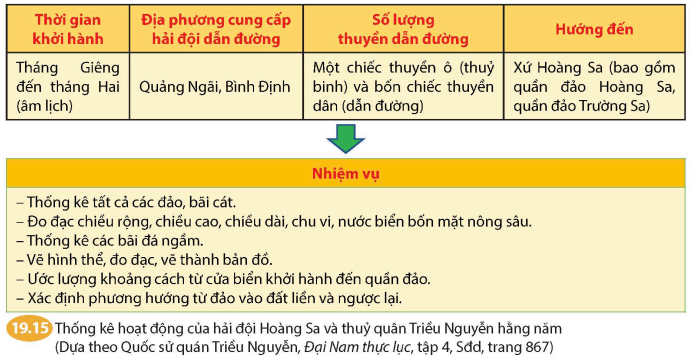 Thời gian khởi hành
Địa phương cung cấp hải đội dẫn đường
Số lượng thuyền dẫn đường
Hướng đến
Tháng Giêng
đến tháng Hai
(âm lịch)
Quảng Ngãi, Bình Định
Một chiếc thuyền ô (thuỷ
binh) và bốn chiếc thuyền
dân (dẫn đường)
Xứ Hoàng Sa (bao gồm
quần đảo Hoàng Sa,
quần đảo Trường Sa)
Nhiệm vụ
– Thống kê tất cả các đảo, bãi cát.
– Đo đạc chiều rộng, chiều cao, chiều dài, chu vi, nước biển bốn mặt nông sâu.
– Thống kê các bãi đá ngầm.
– Vẽ hình thể, đo đạc, vẽ thành bản đồ.
– Ước lượng khoảng cách từ cửa biển khởi hành đến quần đảo.
– Xác định phương hướng từ đảo vào đất liền và ngược lại.
19.15 Thống kê hoạt động của hải đội Hoàng Sa và thuỷ quân Triều Nguyễn hằng năm
(Dựa theo Quốc sử quán Triều Nguyễn, Đại Nam thực lục, tập 4, Sđd, trang 867)